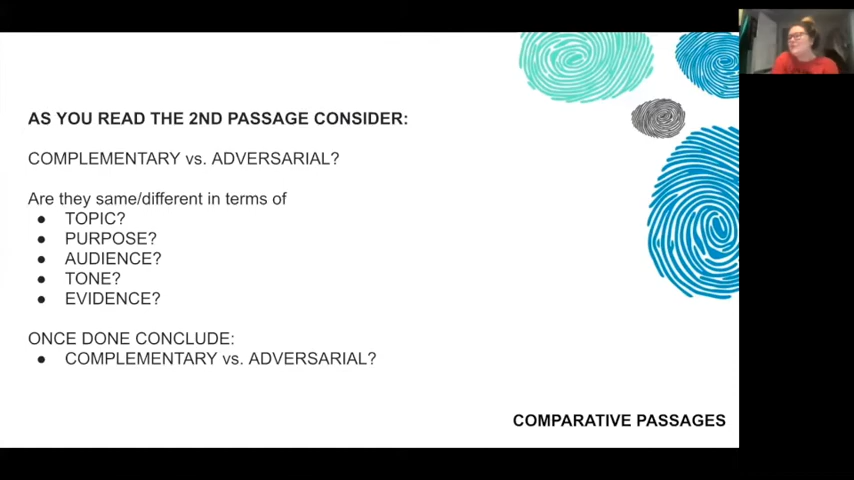 AS YOU READ THE 2ND PASSAGE CONSIDER:
COMPLEMENTARY vs. ADVERSARIAL?
Are they same/different in terms of
● TOPIC?
● PURPOSE?
● AUDIENCE?
● TONE?
● EVIDENCE?
ONCE DONE CONCLUDE:
● COMPLEMENTARY vs. ADVERSARIAL?
COMPARATIVE PASSAGES